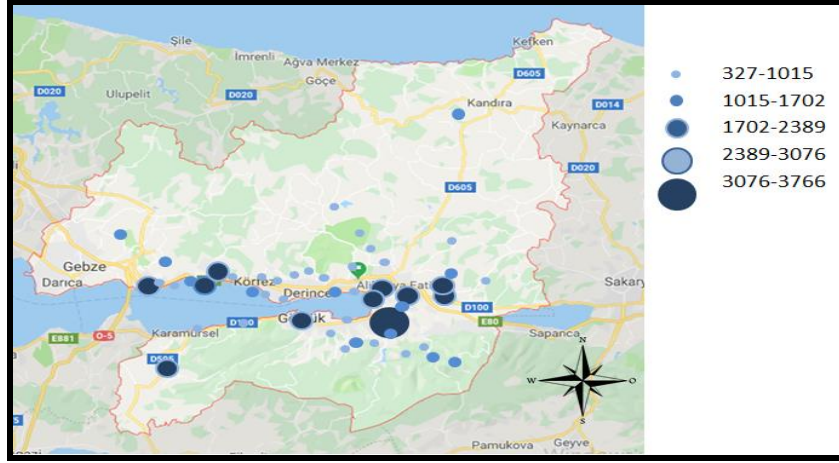 Şile
İmrenli
Ağva Merkez
Göçe
Kefken
D605
D020
Ulupelit
D020
Kandıra
D014
Kaynarca
D020
D605
Gebze
Darıca
Körfez
Derince
Sakary
D100
E80
E881
O-5
Karamürsel
Sapanca
D595
Pamukova
Geyve
N
W
O
S
327-1015
1015-1702
1702-2389
2389-3076
3076-3766